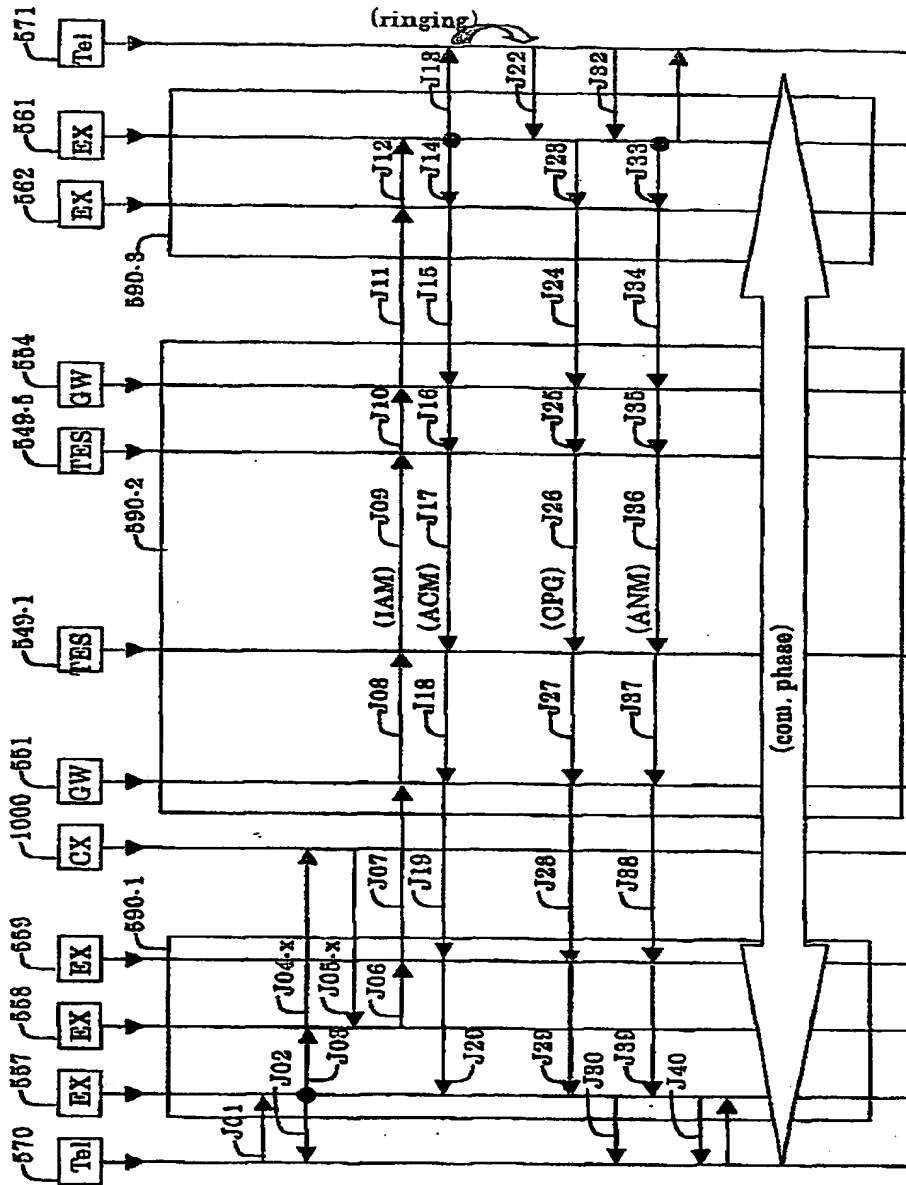 570
557
558
559
1000
551
549-1
549-5
554
562
561
571
Tel
EX
EX
EX
CX
GW
TES
TES
GW
EX
EX
Tel
590-1
590-2
590-3
(ringing)
J01
J02
J03
J04-x
J05-x
J06
J07
J08
(IAM)
J09
J10
J11
J12
J13
J20
J19
J18
(ACM)
J17
J16
J15
J14
J22
J30
J29
J28
J27
(CPG)
J26
J25
J24
J23
J32
J40
J39
J38
J37
(ANM)
J36
J35
J34
J33
(com. phase)